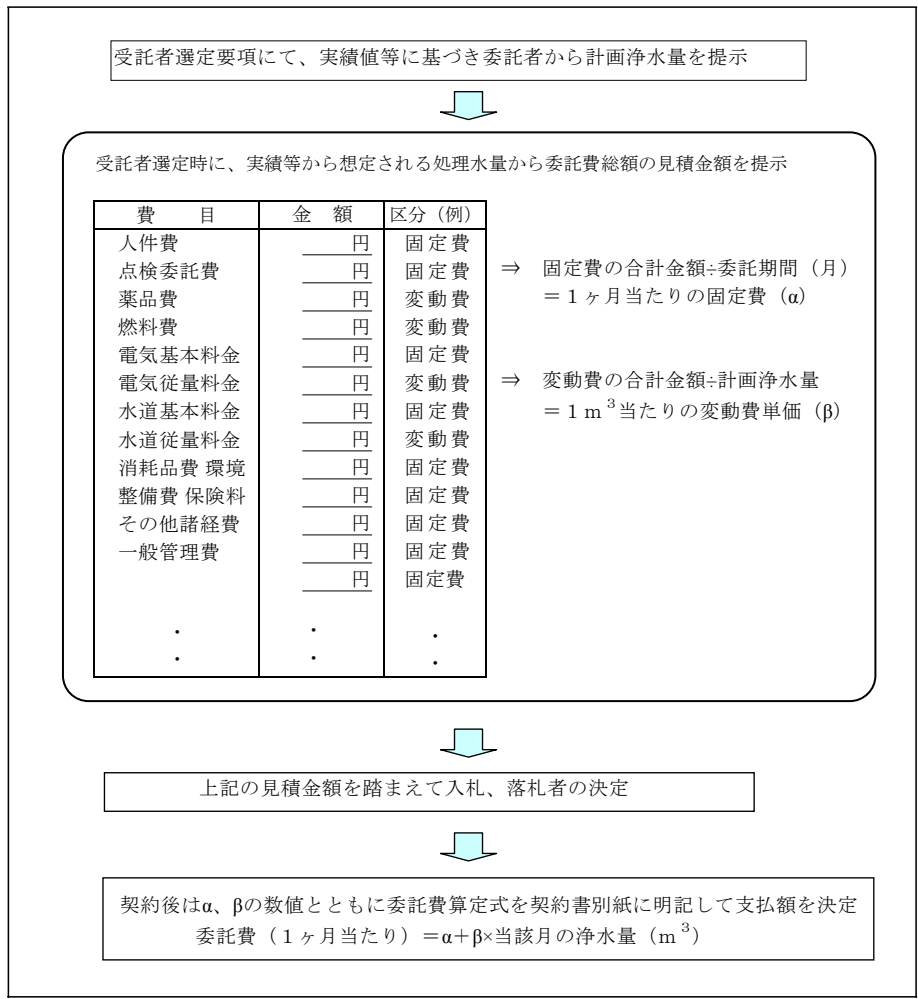 受託者選定要項にて、実績値等に基づき委託者から計画浄水量を提示
受託者選定時に、実績等から想定される処理水量から委託費総額の見積金額を提示
費　目　金　額　区分（例）
人件費　円　固定費
点検委託費　円　固定費　⇒　固定費の合計金額÷委託期間（月）
薬品費　円　変動費　＝１ヶ月当たりの固定費（α）
燃料費　円　変動費
電気基本料金　円　固定費
電気従量料金　円　変動費　⇒　変動費の合計金額÷計画浄水量
水道基本料金　円　固定費　＝１ｍ³当たりの変動費単価（β）
水道従量料金　円　変動費
消耗品費 環境　円　固定費
整備費 保険料　円　固定費
その他諸経費　円　固定費
一般管理費　円　固定費
円　固定費
・　・　・
・　・　・
上記の見積金額を踏まえて入札、落札者の決定
契約後はα、βの数値とともに委託費算定式を契約書別紙に明記して支払額を決定
委託費（１ヶ月当たり）＝α＋β×当該月の浄水量（ｍ³）